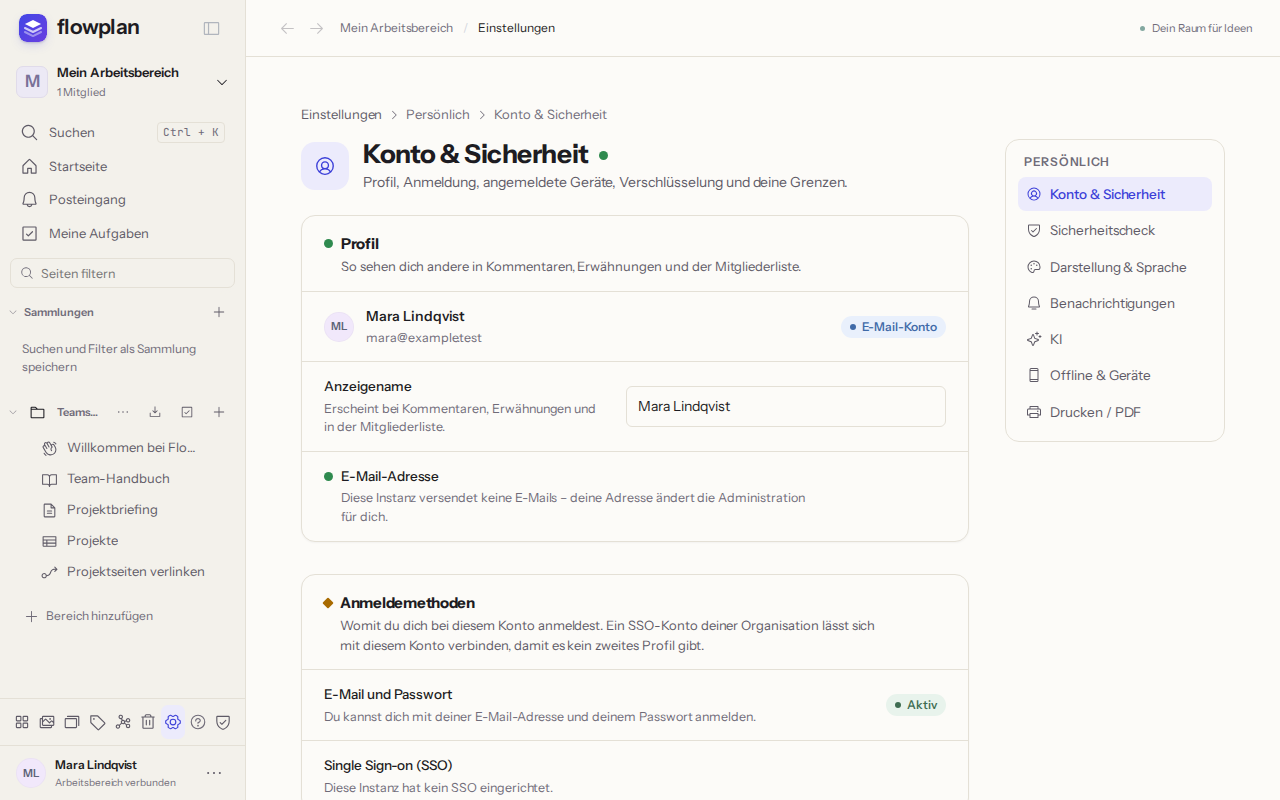 flowplan
M
Mein Arbeitsbereich
1 Mitglied
Suchen
Ctrl + K
Startseite
Posteingang
Meine Aufgaben
Seiten filtern
Sammlungen
Suchen und Filter als Sammlung
speichern
Teams...
Willkommen bei Flo...
Team-Handbuch
Projektbriefing
Projekte
Projektseiten verlinken
Bereich hinzufügen
ML
Mara Lindqvist
Arbeitsbereich verbunden
Mein Arbeitsbereich / Einstellungen
Dein Raum für Ideen
Einstellungen > Persönlich > Konto & Sicherheit
Konto & Sicherheit
Profil, Anmeldung, angemeldete Geräte, Verschlüsselung und deine Grenzen.
Profil
So sehen dich andere in Kommentaren, Erwähnungen und der Mitgliederliste.
ML
Mara Lindqvist
mara@example.test
E-Mail-Konto
Anzeigename
Erscheint bei Kommentaren, Erwähnungen und
in der Mitgliederliste.
Mara Lindqvist
E-Mail-Adresse
Diese Instanz versendet keine E-Mails – deine Adresse ändert die Administration
für dich.
Anmeldemethoden
Womit du dich bei diesem Konto anmeldest. Ein SSO-Konto deiner Organisation lässt sich
mit diesem Konto verbinden, damit es kein zweites Profil gibt.
E-Mail und Passwort
Du kannst dich mit deiner E-Mail-Adresse und deinem Passwort anmelden.
Aktiv
Single Sign-on (SSO)
Diese Instanz hat kein SSO eingerichtet.
PERSÖNLICH
Konto & Sicherheit
Sicherheitscheck
Darstellung & Sprache
Benachrichtigungen
KI
Offline & Geräte
Drucken / PDF